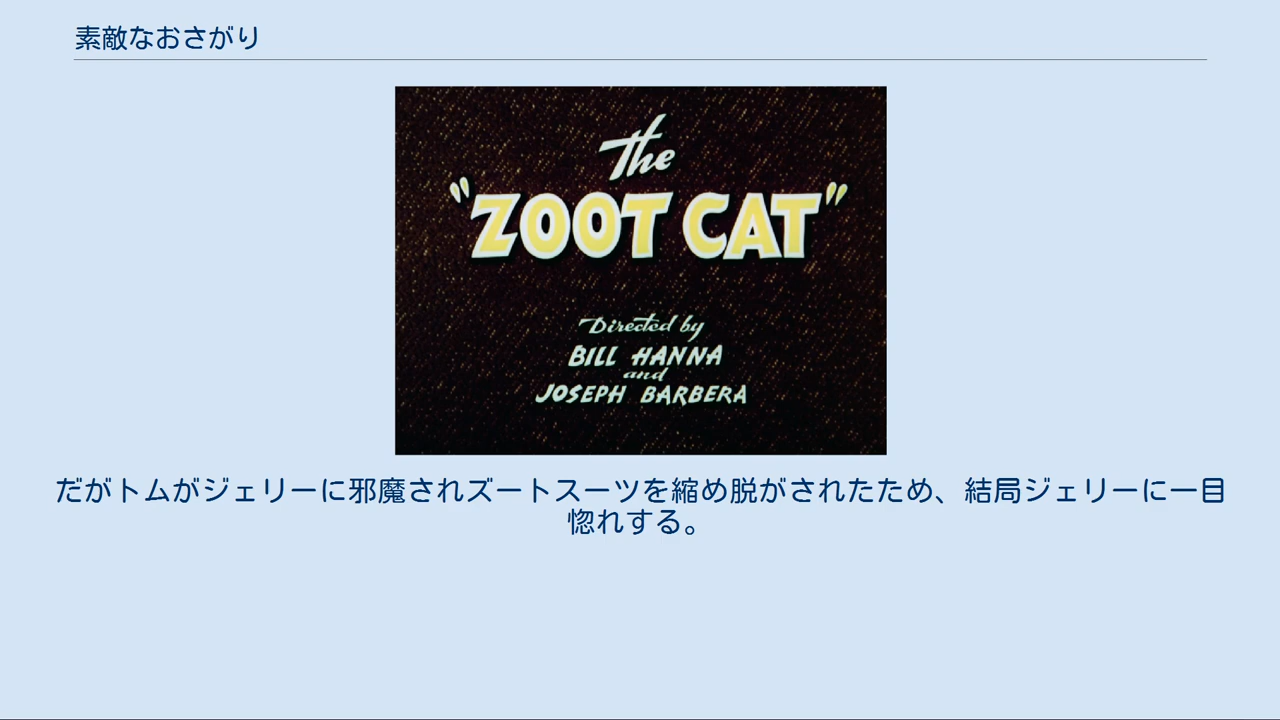 素敵なおさがり
The
"ZOOT CAT"
Directed by
BILL HANNA
and
JOSEPH BARBERA
だがトムがジェリーに邪魔されズートスーツを縮め脱がされたため、結局ジェリーに一目
惚れする。